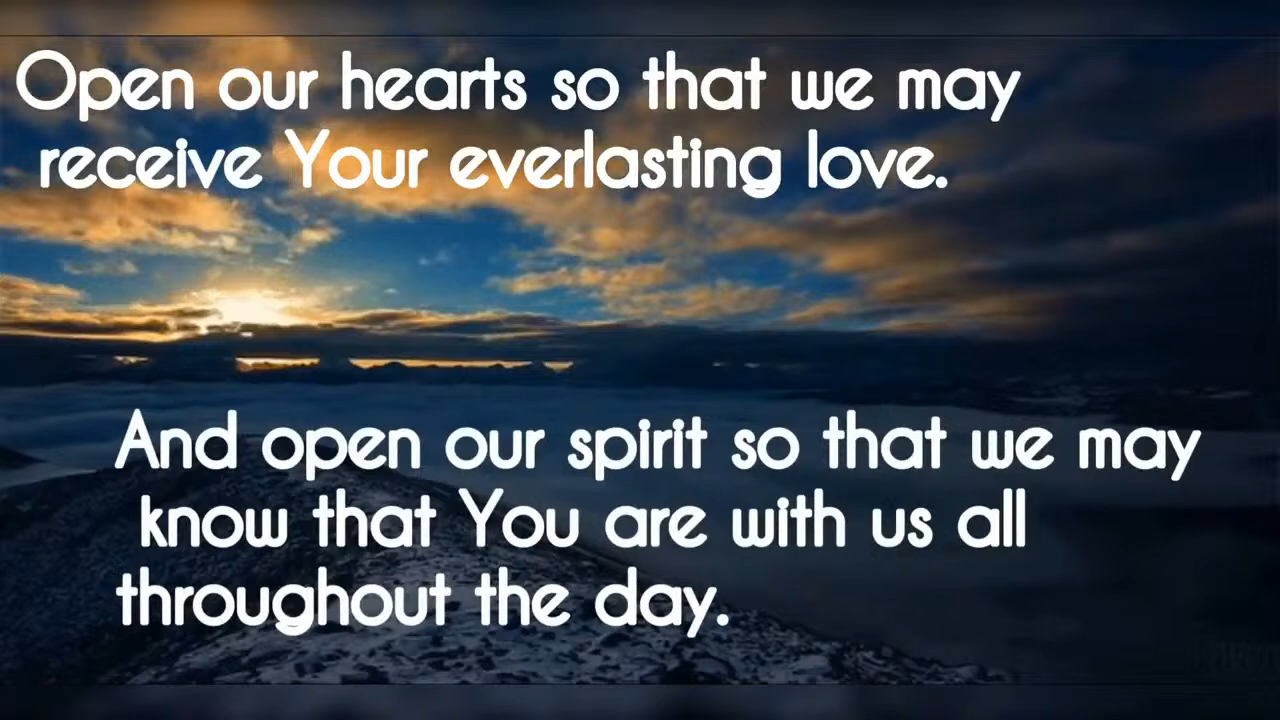 Open our hearts so that we may
receive Your everlasting love.
And open our spirit so that we may
know that You are with us all
throughout the day.